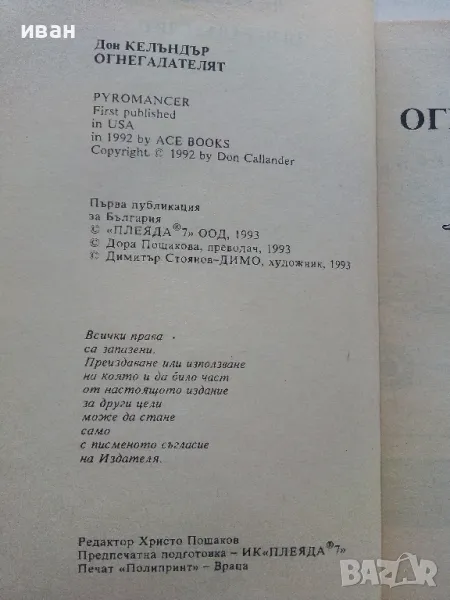 иван
Дон КЕЛЪНДЪР
ОГНЕГАДАТЕЛЯТ
PYROMANCER
First published
in USA
in 1992 by ACE BOOKS
Copyright © 1992 by Don Callander
Първа публикация
за България
© «ПЛЕЯДА®7» ООД, 1993
© Дора Пощакова, преводач, 1993
© Димитър Стоянов-ДИМО, художник, 1993
Всички права
са запазени.
Преиздаване или използване
на която и да било част
от настоящото издание
за други цели
може да стане
само
с писменото съгласие
на Издателя.
Редактор Христо Пощаков
Предпечатна подготовка – ИК«ПЛЕЯДА®7»
Печат «Полипринт» – Враца
BAZAR